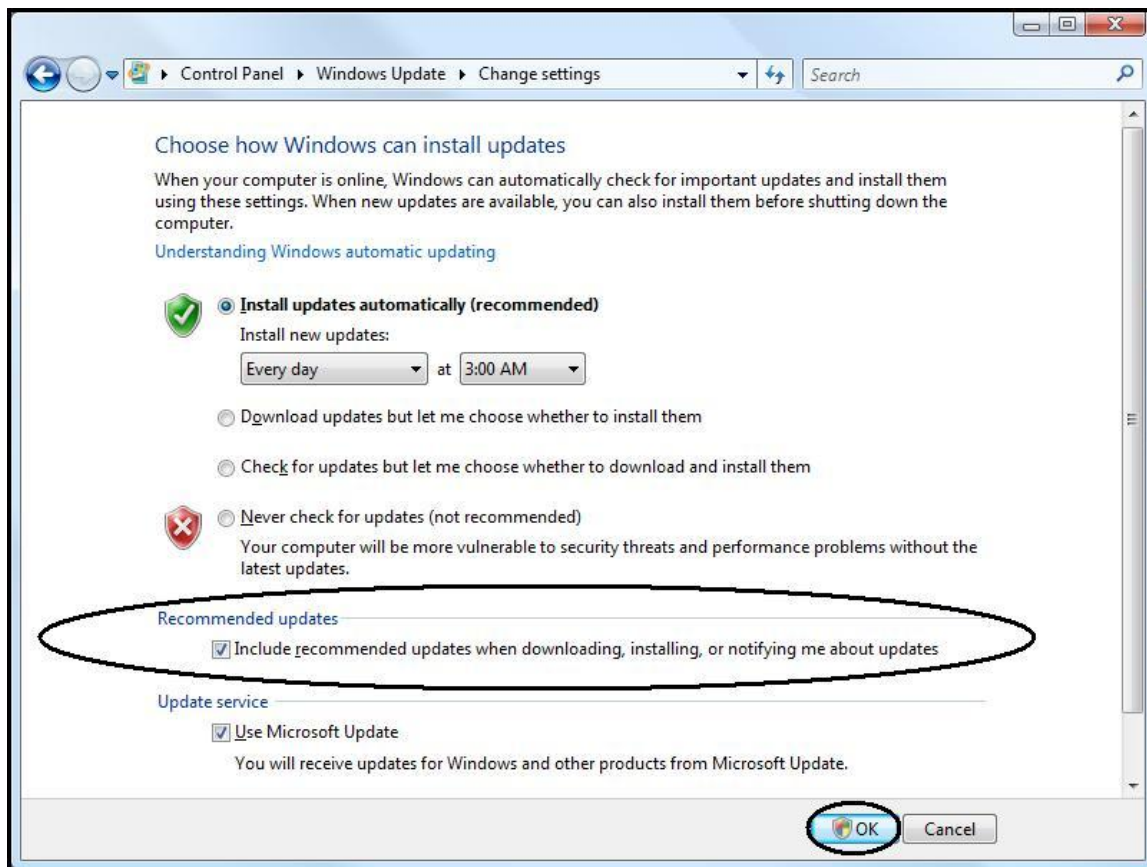 Control Panel ▸ Windows Update ▸ Change settings
Search
Choose how Windows can install updates
When your computer is online, Windows can automatically check for important updates and install them
using these settings. When new updates are available, you can also install them before shutting down the
computer.
Understanding Windows automatic updating
Install updates automatically (recommended)
Install new updates:
Every day at 3:00 AM
Download updates but let me choose whether to install them
Check for updates but let me choose whether to download and install them
Never check for updates (not recommended)
Your computer will be more vulnerable to security threats and performance problems without the
latest updates.
Recommended updates
Include recommended updates when downloading, installing, or notifying me about updates
Update service
Use Microsoft Update
You will receive updates for Windows and other products from Microsoft Update.
OK Cancel